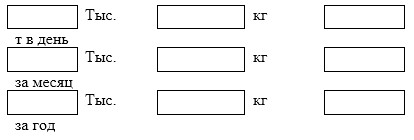 Тыс. кг
т в день
Тыс. кг
за месяц
Тыс. кг
за год